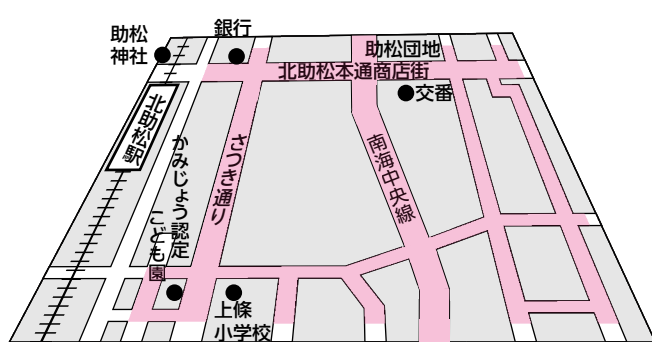 銀行
助松
神社
助松団地
北助松本通商店街
交番
北助松駅
かみじょう認定
こども園
さつき通り
南海中央線
上條
小学校